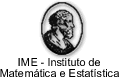 IME - Instituto de
Matemática e Estatística